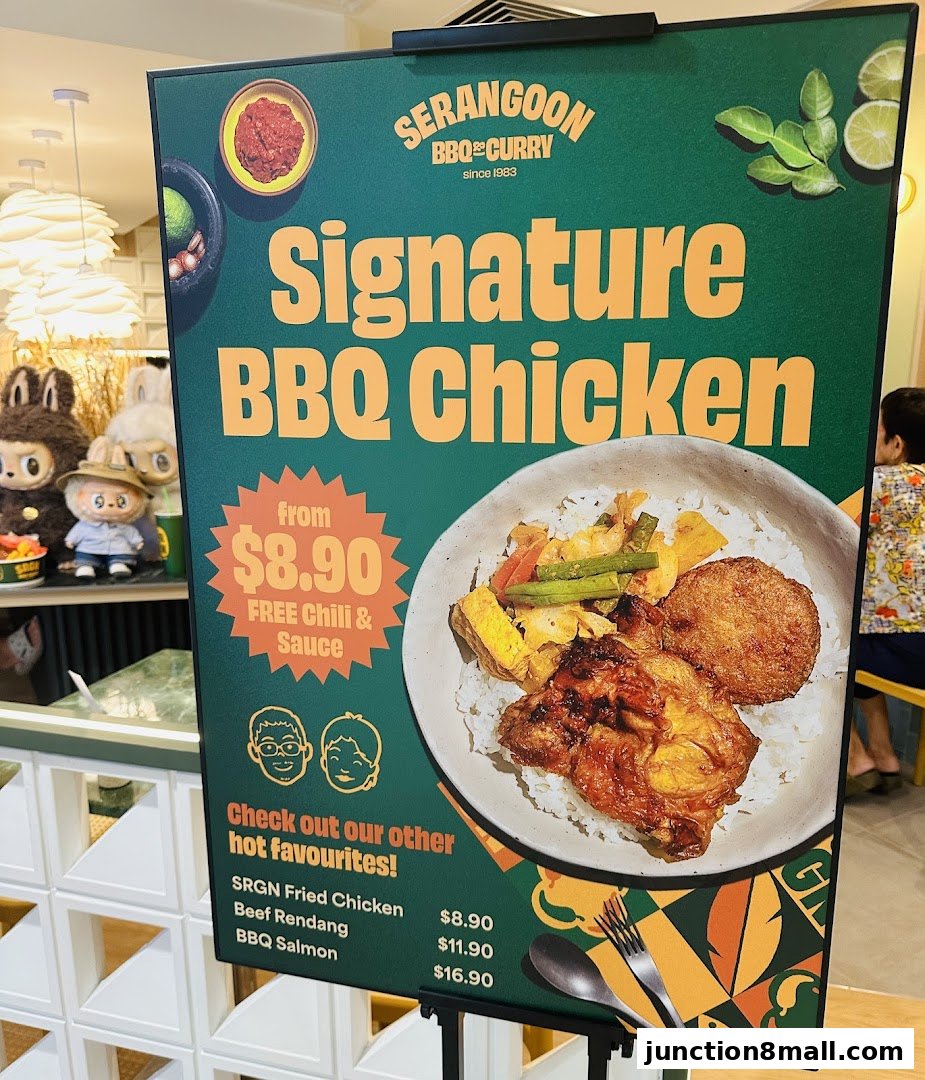 SERANGOON
BBQ & CURRY
since 1983
Signature
BBQ Chicken
from
$8.90
FREE Chili &
Sauce
Check out our other
hot favourites!
SRGN Fried Chicken $8.90
Beef Rendang $11.90
BBQ Salmon $16.90
junction8mall.com